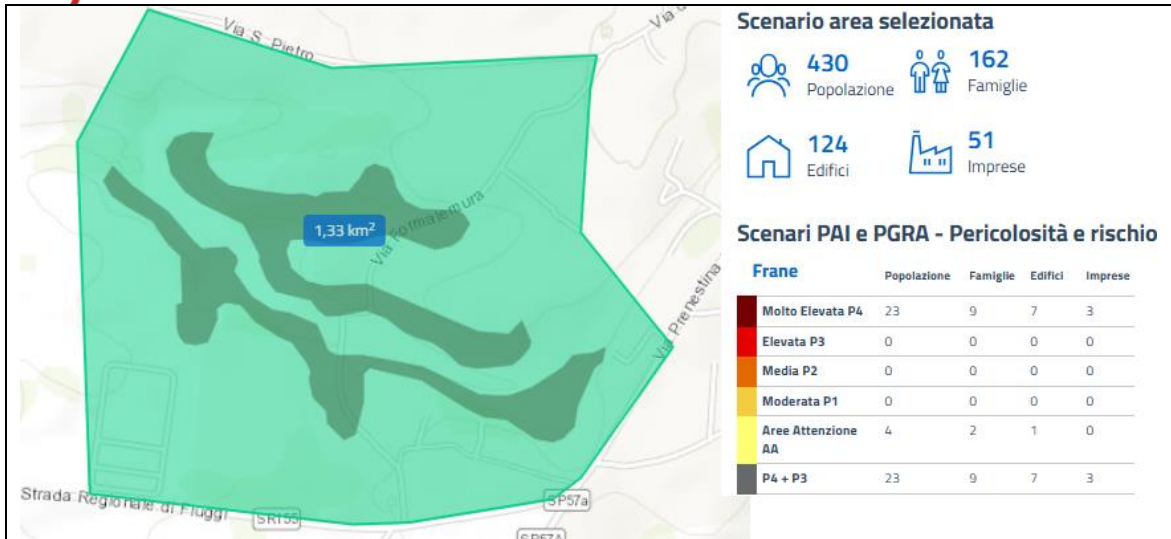 Via S. Pietro
Via d
1,33 km²
Via Fotmalemura
Via Prenestina
Strada Regionale di Fiuggi
SR155
SP57a
SP57A
Scenario area selezionata
430
Popolazione
162
Famiglie
124
Edifici
51
Imprese
Scenari PAI e PGRA - Pericolosità e rischio
Frane Popolazione Famiglie Edifici Imprese
Molto Elevata P4 23 9 7 3
Elevata P3 0 0 0 0
Media P2 0 0 0 0
Moderata P1 0 0 0 0
Aree Attenzione 4 2 1 0
AA
P4 + P3 23 9 7 3